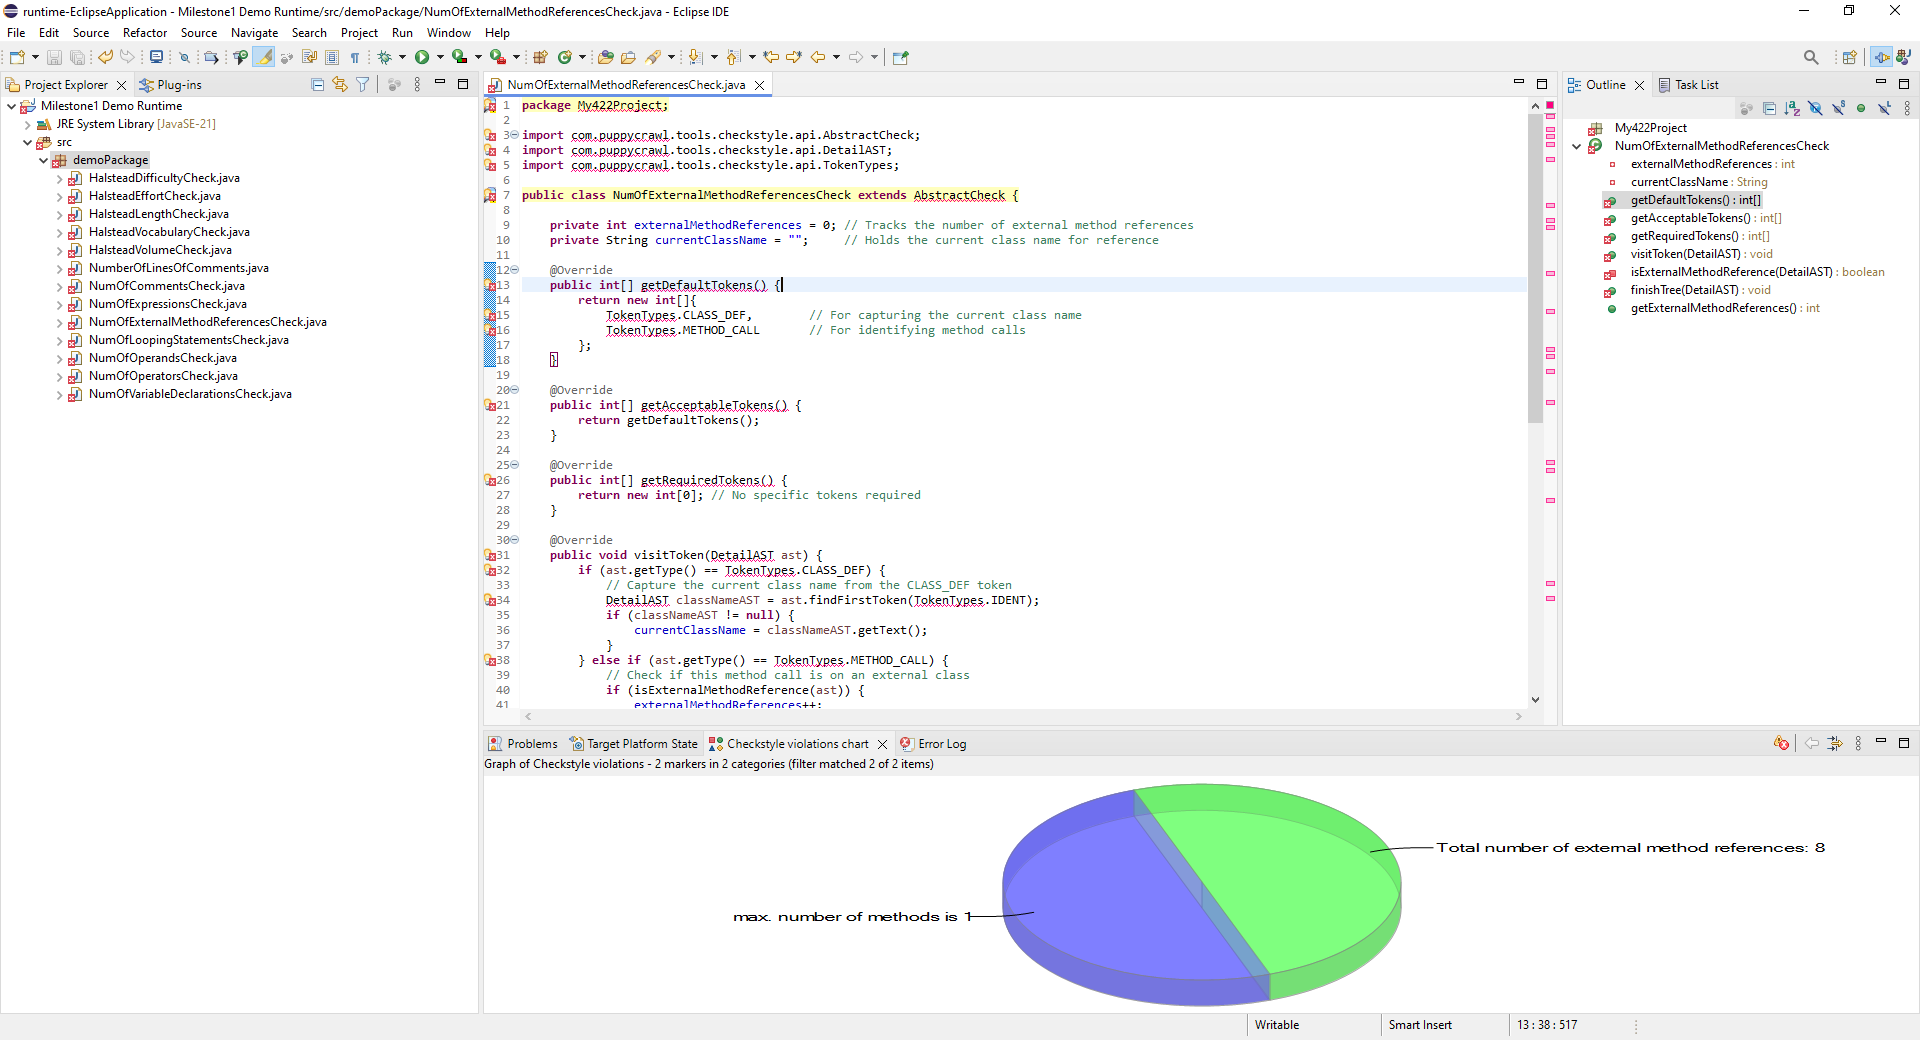 runtime-EclipseApplication - Milestone1 Demo Runtime/src/demoPackage/NumOfExternalMethodReferencesCheck.java - Eclipse IDE
File Edit Source Refactor Source Navigate Search Project Run Window Help
Project Explorer
Plug-ins
Milestone1 Demo Runtime
JRE System Library [JavaSE-21]
src
demoPackage
HalsteadDifficultyCheck.java
HalsteadEffortCheck.java
HalsteadLengthCheck.java
HalsteadVocabularyCheck.java
HalsteadVolumeCheck.java
NumberOfLinesOfComments.java
NumOfCommentsCheck.java
NumOfExpressionsCheck.java
NumOfExternalMethodReferencesCheck.java
NumOfLoopingStatementsCheck.java
NumOfOperandsCheck.java
NumOfOperatorsCheck.java
NumOfVariableDeclarationsCheck.java
NumOfExternalMethodReferencesCheck.java
1 package My422Project;
2
3 import com.puppycrawl.tools.checkstyle.api.AbstractCheck;
4 import com.puppycrawl.tools.checkstyle.api.DetailAST;
5 import com.puppycrawl.tools.checkstyle.api.TokenTypes;
6
7 public class NumOfExternalMethodReferencesCheck extends AbstractCheck {
8
9 private int externalMethodReferences = 0; // Tracks the number of external method references
10 private String currentClassName = ""; // Holds the current class name for reference
11
12 @Override
13 public int[] getDefaultTokens() {
14 return new int[]{
15 TokenTypes.CLASS_DEF, // For capturing the current class name
16 TokenTypes.METHOD_CALL // For identifying method calls
17 };
18 }
19
20 @Override
21 public int[] getAcceptableTokens() {
22 return getDefaultTokens();
23 }
24
25 @Override
26 public int[] getRequiredTokens() {
27 return new int[0]; // No specific tokens required
28 }
29
30 @Override
31 public void visitToken(DetailAST ast) {
32 if (ast.getType() == TokenTypes.CLASS_DEF) {
33 // Capture the current class name from the CLASS_DEF token
34 DetailAST classNameAST = ast.findFirstToken(TokenTypes.IDENT);
35 if (classNameAST != null) {
36 currentClassName = classNameAST.getText();
37 }
38 } else if (ast.getType() == TokenTypes.METHOD_CALL) {
39 // Check if this method call is on an external class
40 if (isExternalMethodReference(ast)) {
41 externalMethodReferences++;
Outline
Task List
My422Project
NumOfExternalMethodReferencesCheck
externalMethodReferences : int
currentClassName : String
getDefaultTokens() : int[]
getAcceptableTokens() : int[]
getRequiredTokens() : int[]
visitToken(DetailAST) : void
isExternalMethodReference(DetailAST) : boolean
finishTree(DetailAST) : void
getExternalMethodReferences() : int
Problems
Target Platform State
Checkstyle violations chart
Error Log
Graph of Checkstyle violations - 2 markers in 2 categories (filter matched 2 of 2 items)
Total number of external method references: 8
max. number of methods is 1
Writable
Smart Insert
13 : 38 : 517